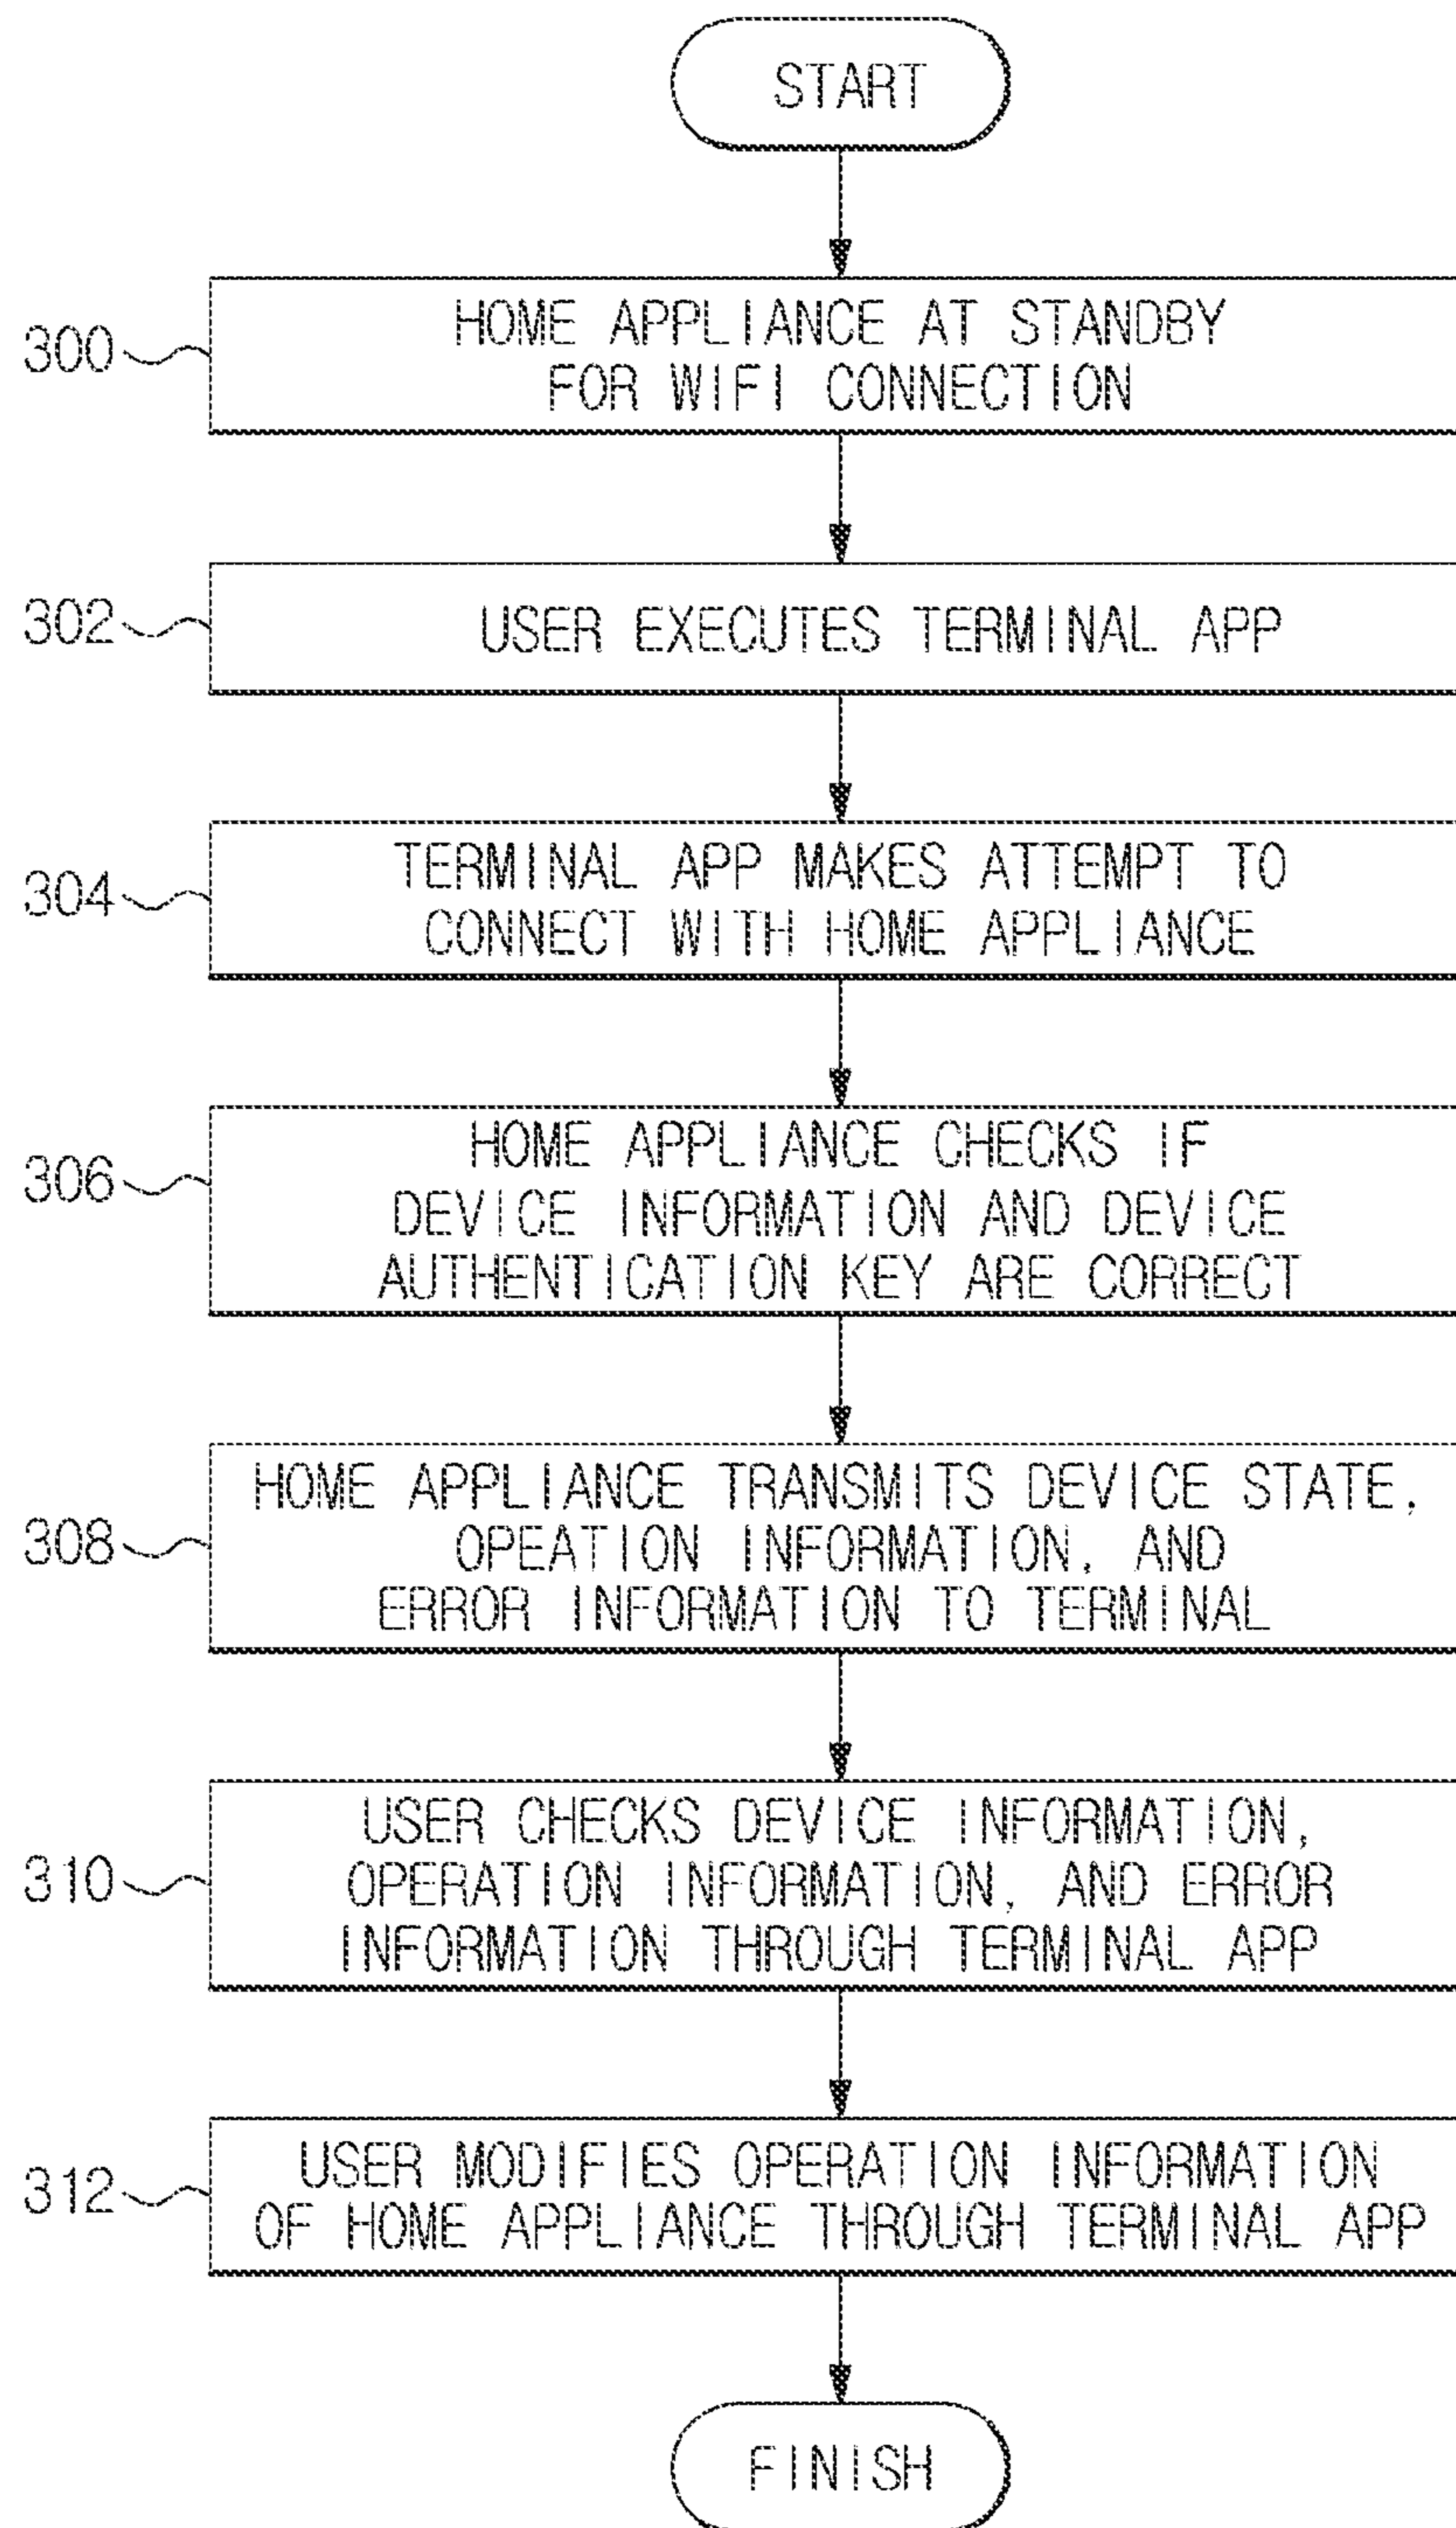 START
300
HOME APPLIANCE AT STANDBY
FOR WIFI CONNECTION
302
USER EXECUTES TERMINAL APP
304
TERMINAL APP MAKES ATTEMPT TO
CONNECT WITH HOME APPLIANCE
306
HOME APPLIANCE CHECKS IF
DEVICE INFORMATION AND DEVICE
AUTHENTICATION KEY ARE CORRECT
308
HOME APPLIANCE TRANSMITS DEVICE STATE,
OPEATION INFORMATION, AND
ERROR INFORMATION TO TERMINAL
310
USER CHECKS DEVICE INFORMATION,
OPERATION INFORMATION, AND ERROR
INFORMATION THROUGH TERMINAL APP
312
USER MODIFIES OPERATION INFORMATION
OF HOME APPLIANCE THROUGH TERMINAL APP
FINISH